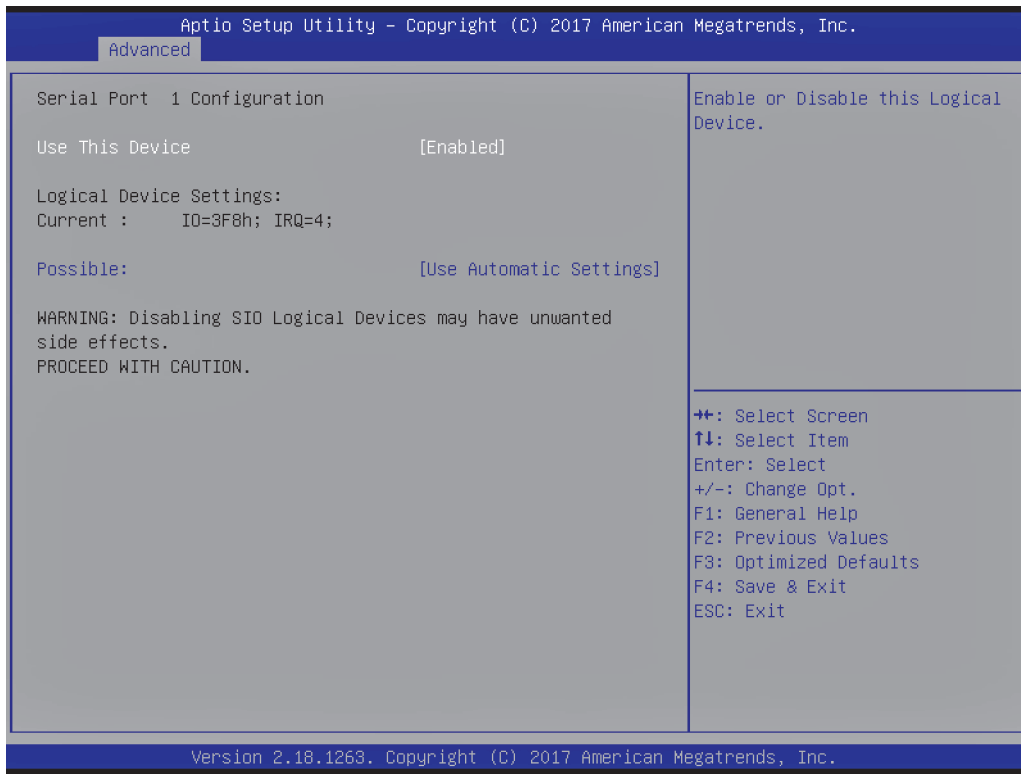 Aptio Setup Utility – Copyright (C) 2017 American Megatrends, Inc.
Advanced
Serial Port 1 Configuration
Use This Device [Enabled]
Logical Device Settings:
Current : IO=3F8h; IRQ=4;
Possible: [Use Automatic Settings]
WARNING: Disabling SIO Logical Devices may have unwanted
side effects.
PROCEED WITH CAUTION.
Enable or Disable this Logical
Device.
→←: Select Screen
↑↓: Select Item
Enter: Select
+/-: Change Opt.
F1: General Help
F2: Previous Values
F3: Optimized Defaults
F4: Save & Exit
ESC: Exit
Version 2.18.1263. Copyright (C) 2017 American Megatrends, Inc.